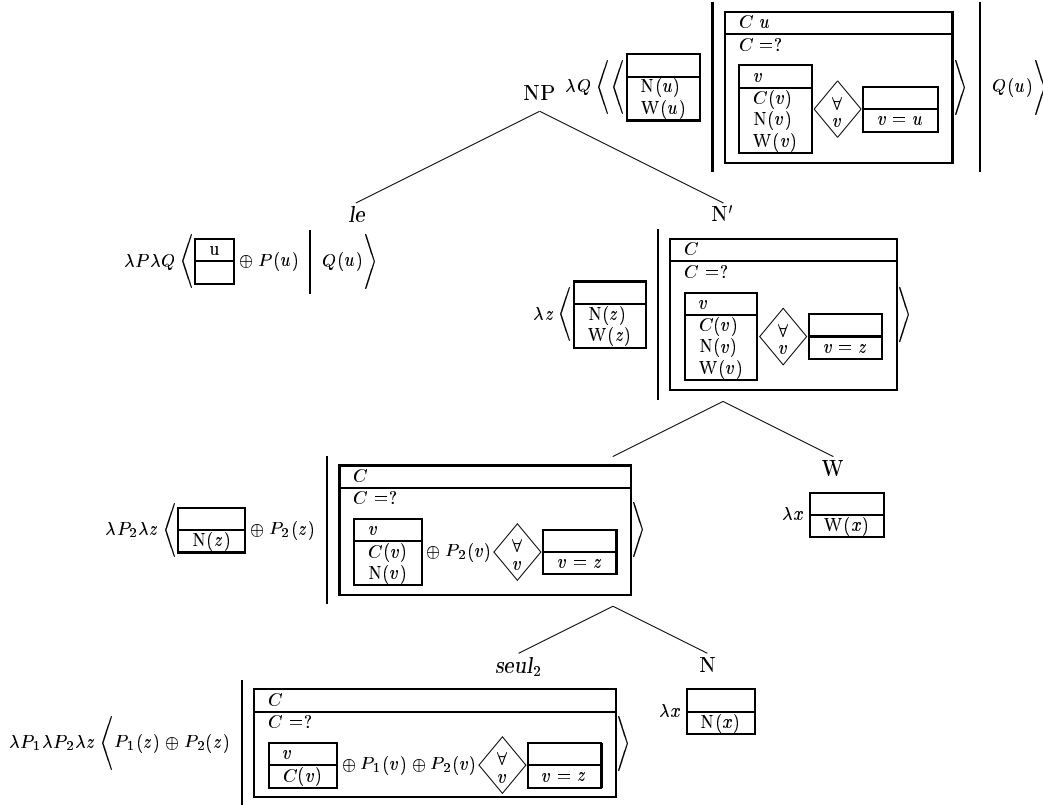 C u
C =?
NP λQ ⟨⟨ N(u) W(u) | v C(v) N(v) W(v) ∀ v v = u ⟩ | Q(u) ⟩
le N′
λPλQ ⟨ u ⊕ P(u) | Q(u) ⟩
C
C =?
λz ⟨ N(z) W(z) | v C(v) N(v) W(v) ∀ v v = z ⟩
W
λx W(x)
C
C =?
λP₂λz ⟨ N(z) ⊕ P₂(z) | v C(v) N(v) ⊕ P₂(v) ∀ v v = z ⟩
seul₂ N
λx N(x)
C
C =?
λP₁λP₂λz ⟨ P₁(z) ⊕ P₂(z) | v C(v) ⊕ P₁(v) ⊕ P₂(v) ∀ v v = z ⟩